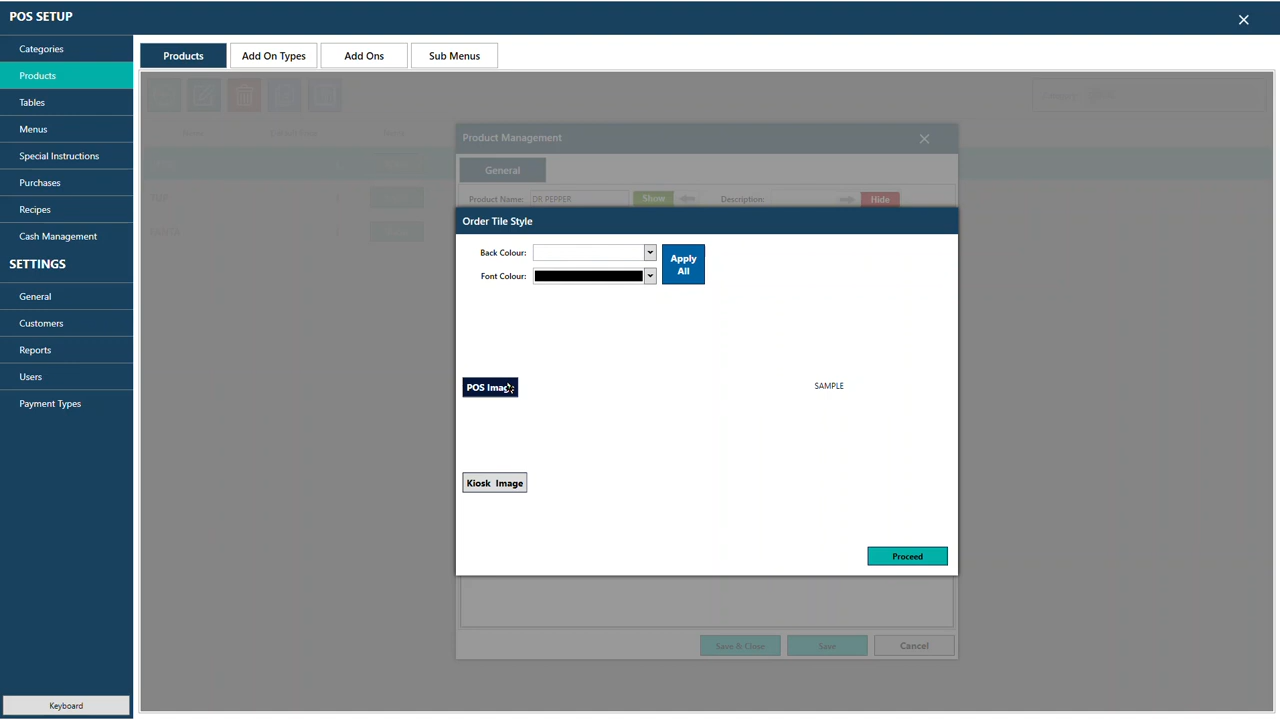 POS SETUP
Categories
Products
Tables
Menus
Special Instructions
Purchases
Recipes
Cash Management
SETTINGS
General
Customers
Reports
Users
Payment Types
Keyboard
Products
Add On Types
Add Ons
Sub Menus
Product Management
General
Product Name: DR PEPPER
Show
Description:
Hide
Order Tile Style
Back Colour:
Font Colour:
Apply All
POS Image
SAMPLE
Kiosk Image
Proceed
Save & Close
Save
Cancel